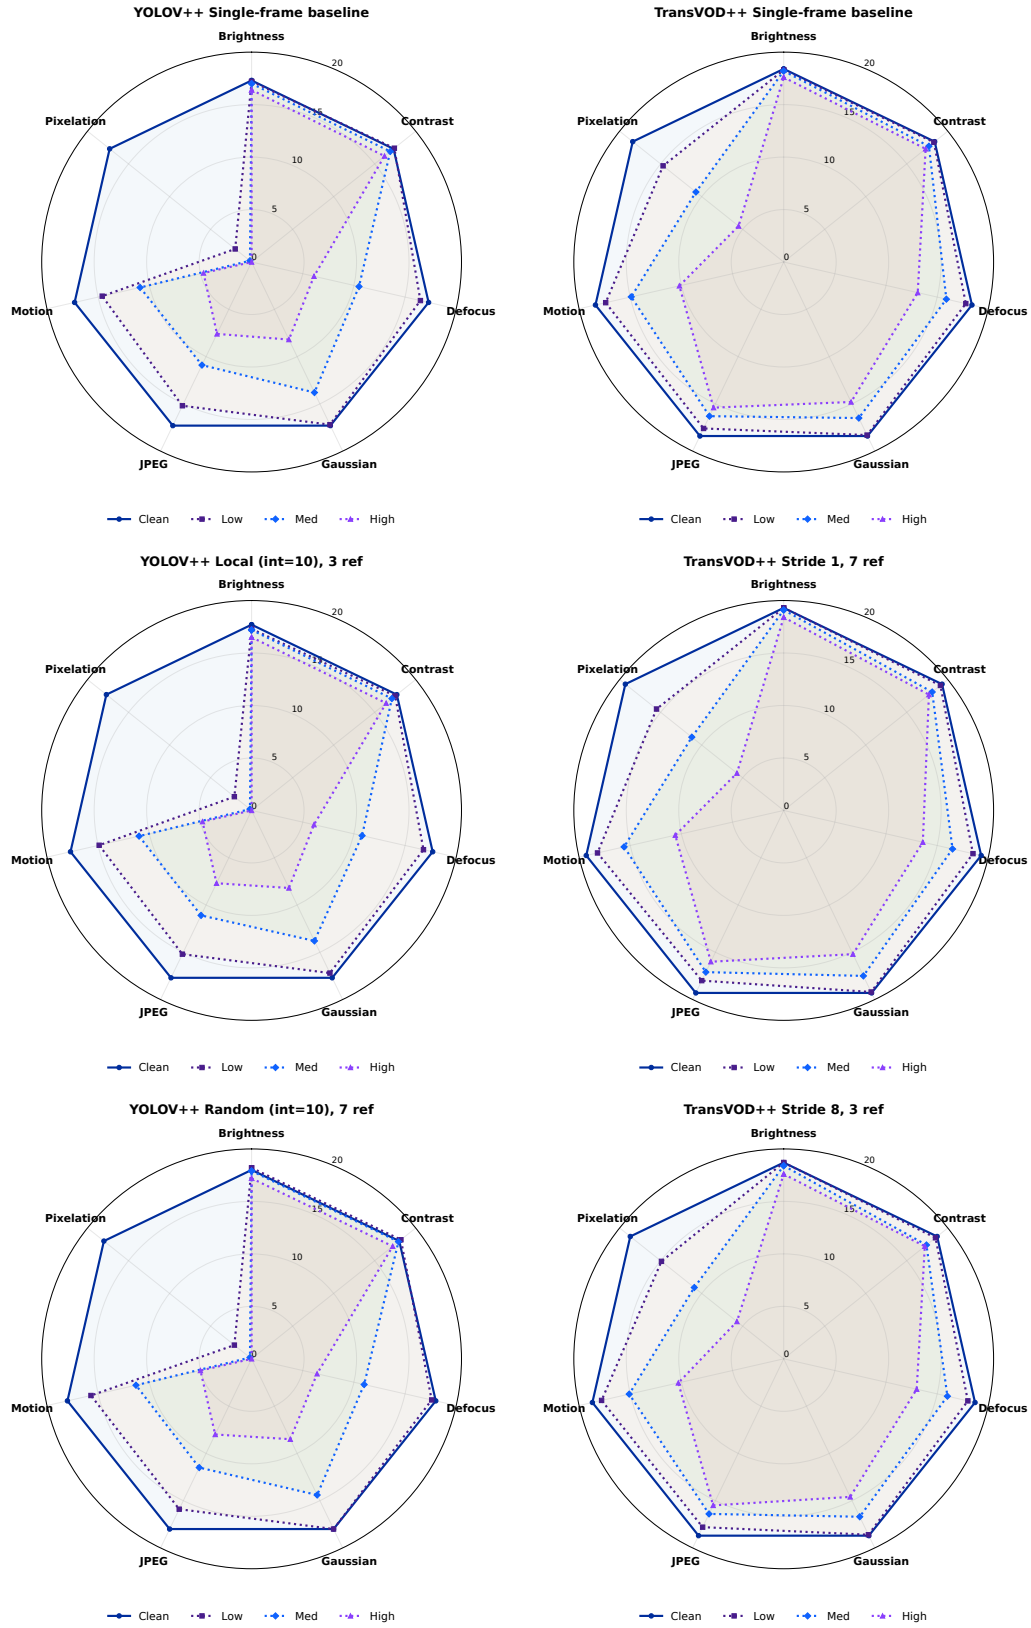 YOLOV++ Single-frame baseline
Brightness
20
Contrast
15
Pixelation
10
5
0
Motion
Defocus
JPEG
Gaussian
Clean Low Med High
TransVOD++ Single-frame baseline
Brightness
20
Contrast
15
Pixelation
10
5
0
Motion
Defocus
JPEG
Gaussian
Clean Low Med High
YOLOV++ Local (int=10), 3 ref
Brightness
20
Contrast
15
Pixelation
10
5
0
Motion
Defocus
JPEG
Gaussian
Clean Low Med High
TransVOD++ Stride 1, 7 ref
Brightness
20
Contrast
15
Pixelation
10
5
0
Motion
Defocus
JPEG
Gaussian
Clean Low Med High
YOLOV++ Random (int=10), 7 ref
Brightness
20
Contrast
15
Pixelation
10
5
0
Motion
Defocus
JPEG
Gaussian
Clean Low Med High
TransVOD++ Stride 8, 3 ref
Brightness
20
Contrast
15
Pixelation
10
5
0
Motion
Defocus
JPEG
Gaussian
Clean Low Med High